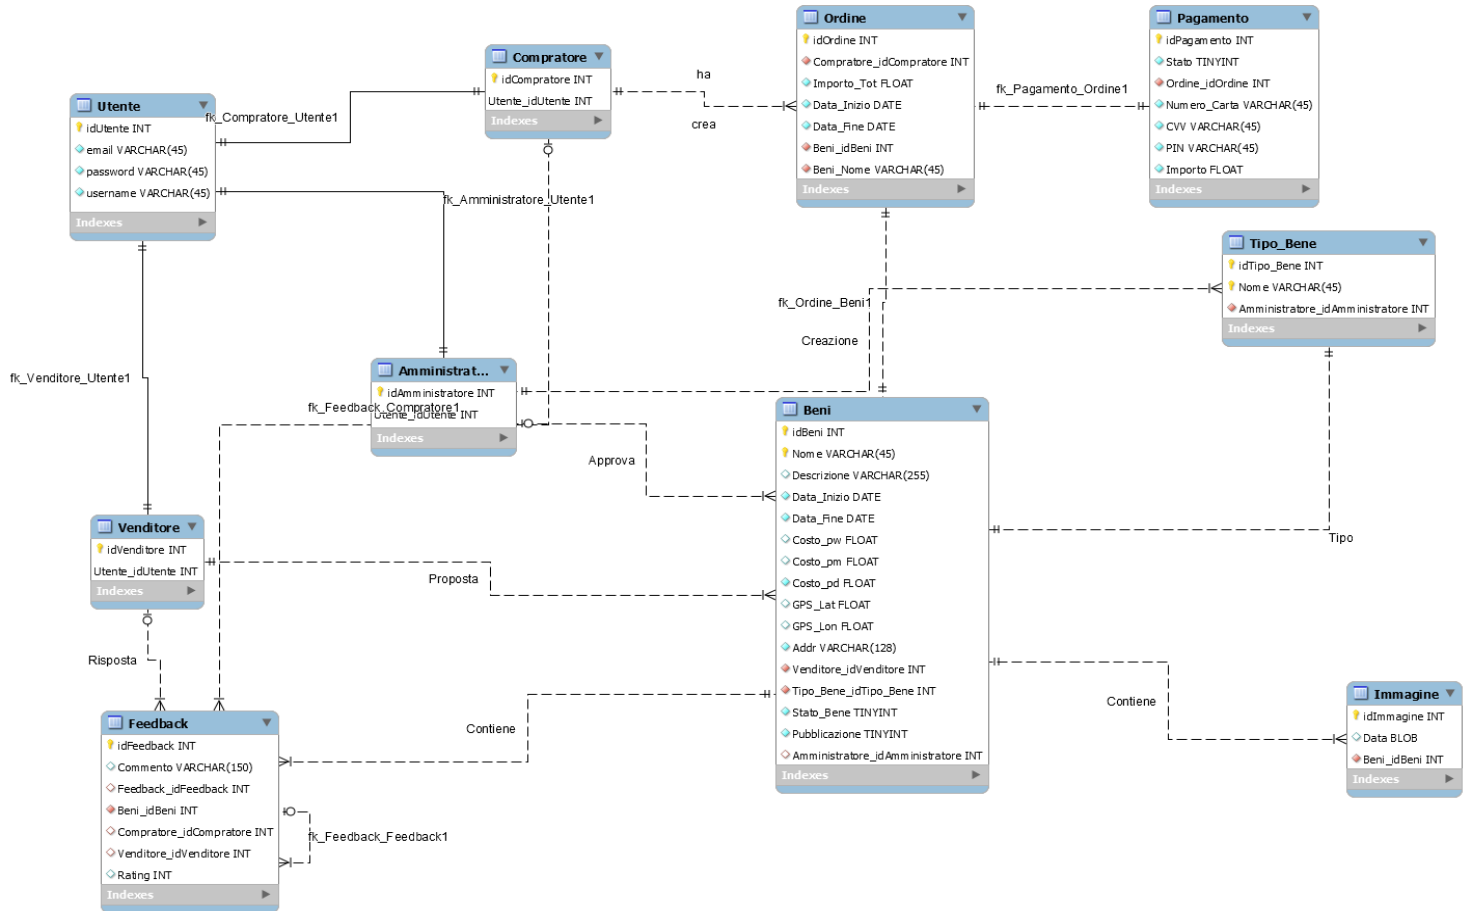 Utente
idUtente INT
email VARCHAR(45)
password VARCHAR(45)
username VARCHAR(45)
Indexes
fk_Compratore_Utente1
Compratore
idCompratore INT
Utente_idUtente INT
Indexes
ha
crea
Ordine
idOrdine INT
Compratore_idCompratore INT
Importo_Tot FLOAT
Data_Inizio DATE
Data_Fine DATE
Beni_idBeni INT
Beni_Nome VARCHAR(45)
Indexes
fk_Pagamento_Ordine1
Pagamento
idPagamento INT
Stato TINYINT
Ordine_idOrdine INT
Numero_Carta VARCHAR(45)
CVV VARCHAR(45)
PIN VARCHAR(45)
Importo FLOAT
Indexes
fk_Amministratore_Utente1
Tipo_Bene
idTipo_Bene INT
Nome VARCHAR(45)
Amministratore_idAmministratore INT
Indexes
fk_Ordine_Beni1
Creazione
fk_Venditore_Utente1
Amministrat...
idAmministratore INT
Utente_idUtente INT
Indexes
fk_Feedback_Compratore1
Approva
Beni
idBeni INT
Nome VARCHAR(45)
Descrizione VARCHAR(255)
Data_Inizio DATE
Data_Fine DATE
Costo_pw FLOAT
Costo_pm FLOAT
Costo_pd FLOAT
GPS_Lat FLOAT
GPS_Lon FLOAT
Addr VARCHAR(128)
Venditore_idVenditore INT
Tipo_Bene_idTipo_Bene INT
Stato_Bene TINYINT
Pubblicazione TINYINT
Amministratore_idAmministratore INT
Indexes
Tipo
Venditore
idVenditore INT
Utente_idUtente INT
Indexes
Proposta
Risposta
Contiene
Contiene
Feedback
idFeedback INT
Commento VARCHAR(150)
Feedback_idFeedback INT
Beni_idBeni INT
Compratore_idCompratore INT
Venditore_idVenditore INT
Rating INT
Indexes
fk_Feedback_Feedback1
Immagine
idImmagine INT
Data BLOB
Beni_idBeni INT
Indexes